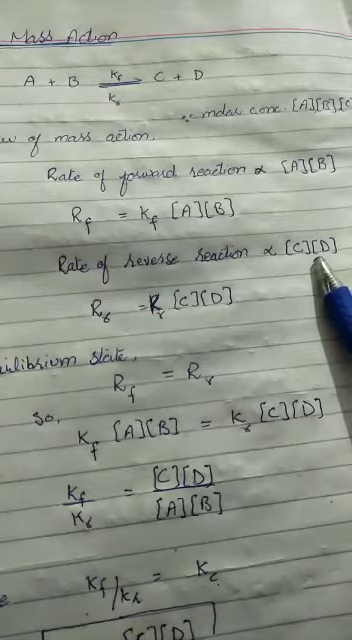 Mass Action
A + B ⇌ C + D
Kf
Kr
∵ molar conc. [A][B][C
of mass action.
Rate of forward reaction ∝ [A][B]
Rf = Kf [A][B]
Rate of reverse reaction ∝ [C][D]
Rr = Kr [C][D]
uilibrium state,
Rf = Rr
So,
Kf [A][B] = Kr [C][D]
Kf/Kr = [C][D]/[A][B]
Kf/Kr = Kc
[C][D]